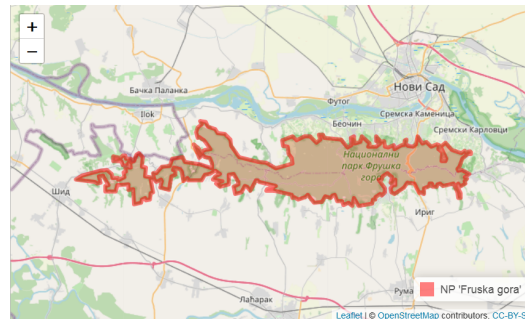 +
−
Бачка Паланка
Ilok
Футог
Нови Сад
Беочин
Сремска Каменица
Сремски Карловци
Национални
парк Фрушка
гора
Шид
Ириг
Рума
Лаћарак
NP 'Fruska gora'
Leaflet | © OpenStreetMap contributors, CC-BY-S